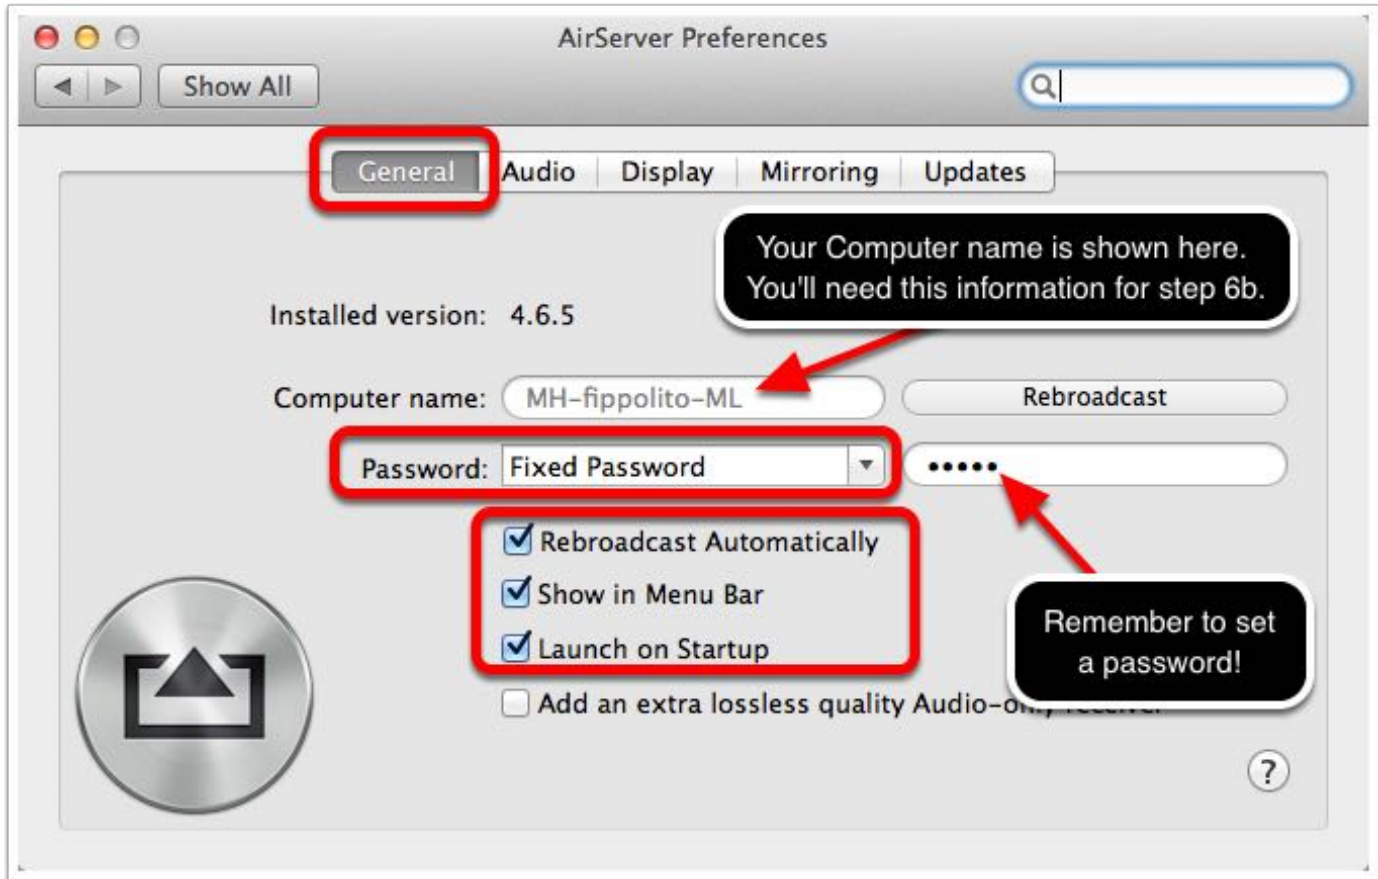 AirServer Preferences
Show All
General Audio Display Mirroring Updates
Your Computer name is shown here.
You'll need this information for step 6b.
Installed version: 4.6.5
Computer name: MH-fippolito-ML Rebroadcast
Password: Fixed Password •••••
Rebroadcast Automatically
Show in Menu Bar
Launch on Startup
Remember to set
a password!
Add an extra lossless quality Audio-only receiver
?